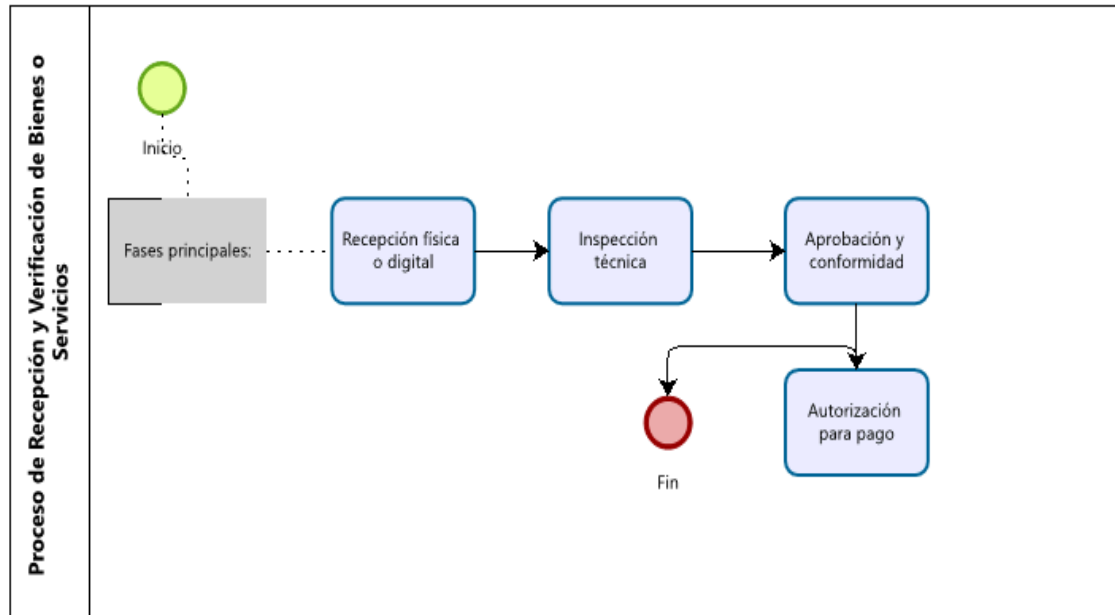 Proceso de Recepción y Verificación de Bienes o
Servicios
Inicio
Fases principales:
Recepción física
o digital
Inspección
técnica
Aprobación y
conformidad
Autorización
para pago
Fin